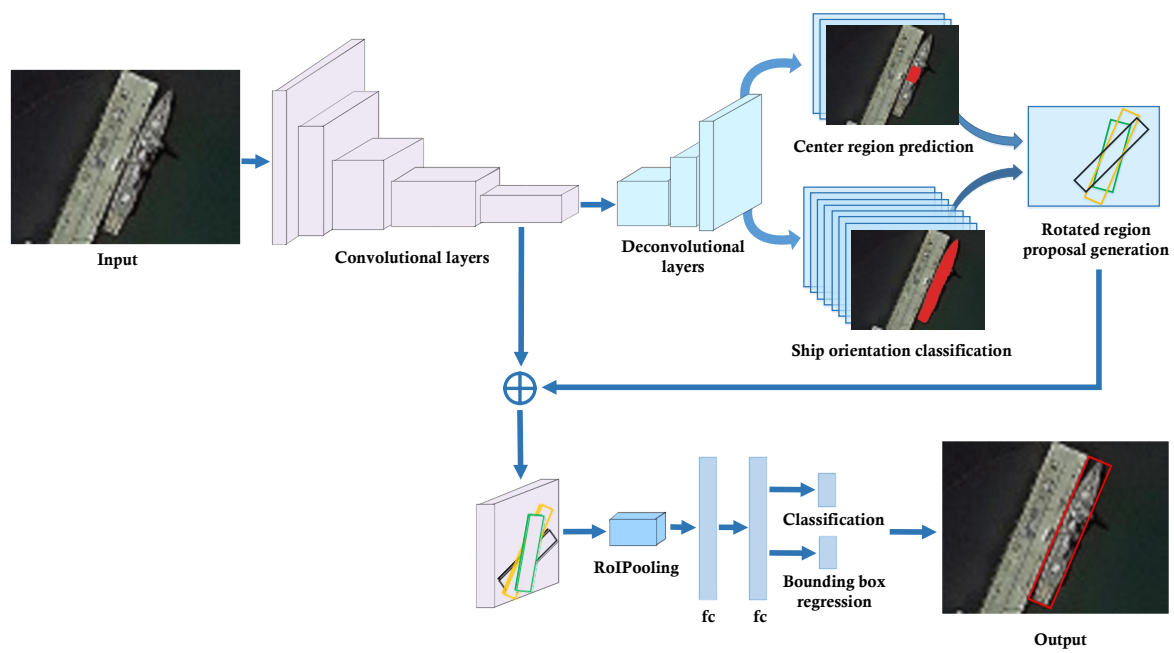 Input
Convolutional layers
Deconvolutional
layers
Center region prediction
Ship orientation classification
Rotated region
proposal generation
RoIPooling
fc
fc
Classification
Bounding box
regression
Output